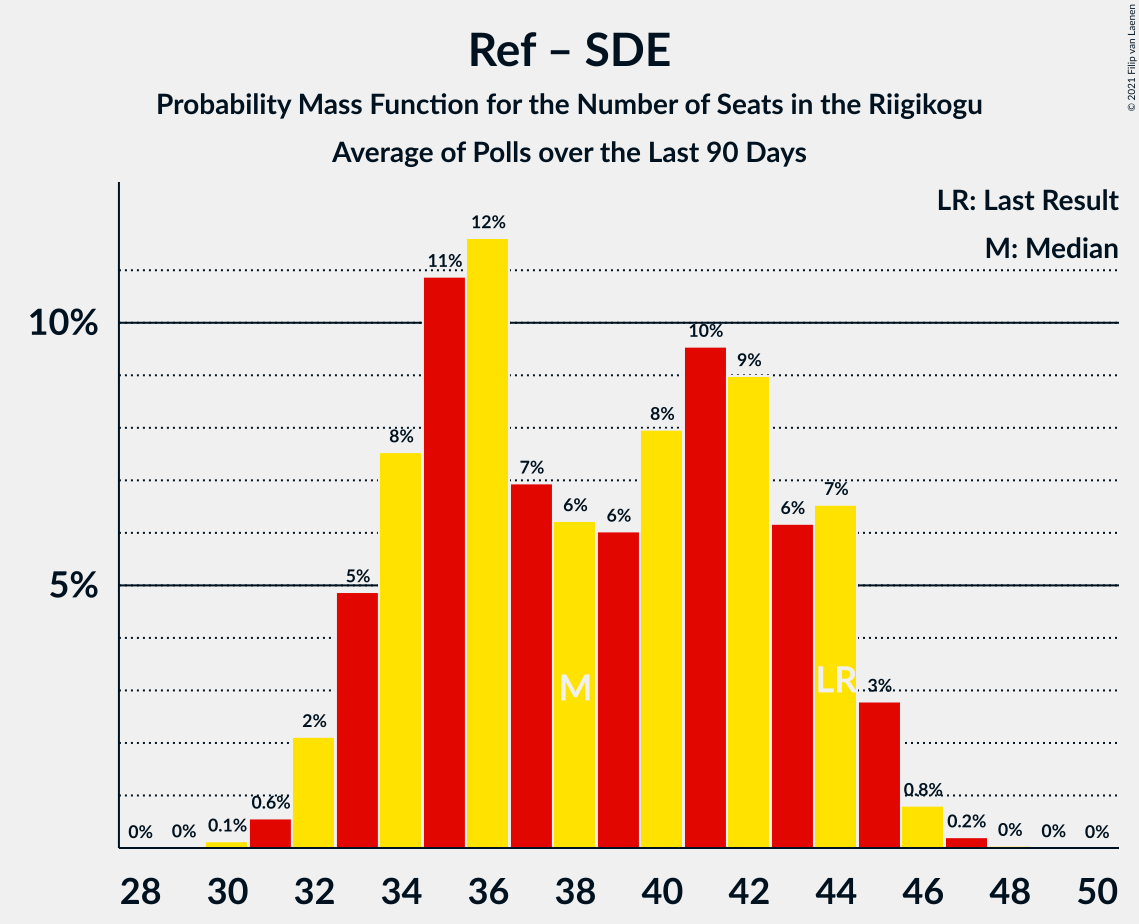 Ref – SDE
Probability Mass Function for the Number of Seats in the Riigikogu
Average of Polls over the Last 90 Days
© 2021 Filip van Laenen
LR: Last Result
M: Median
10%
5%
0% 0% 0.1% 0.6% 2% 5% 8% 11% 12% 7% 6% 6% 8% 10% 9% 6% 7% 3% 0.8% 0.2% 0% 0% 0%
M LR
28 30 32 34 36 38 40 42 44 46 48 50